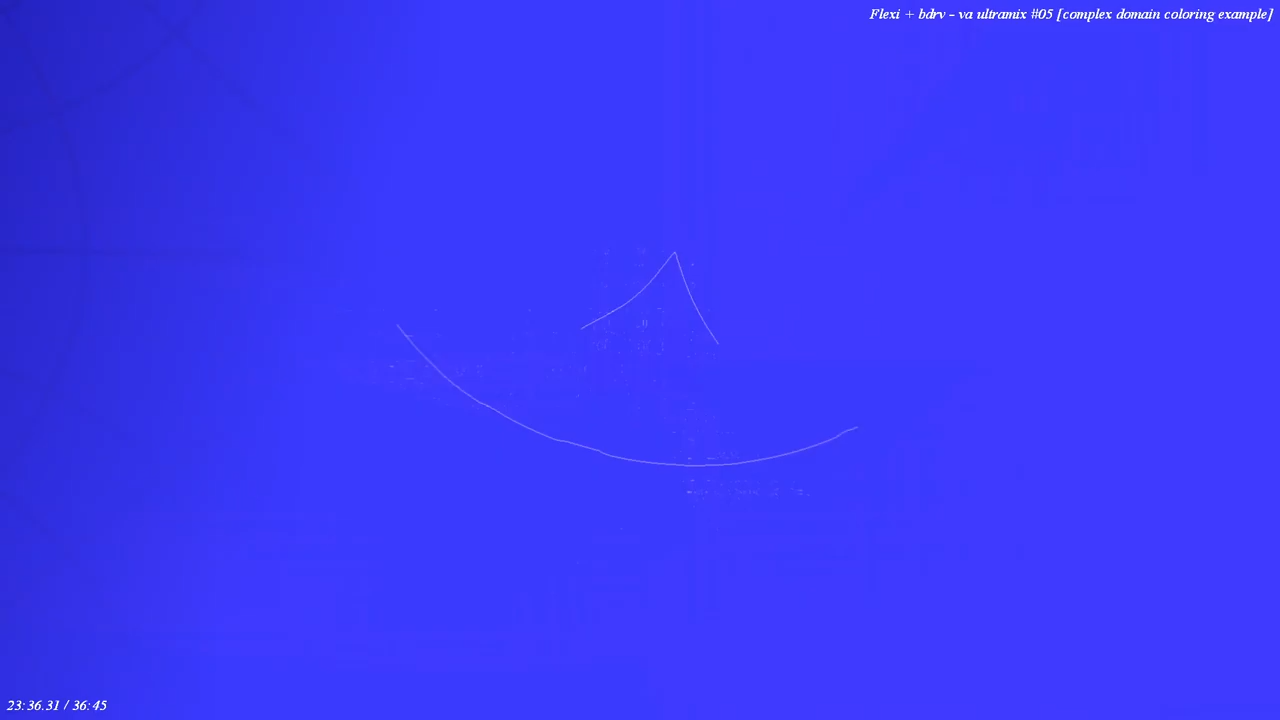 Flexi + bdrv - va ultramix #05 [complex domain coloring example]
23:36.31 / 36:45